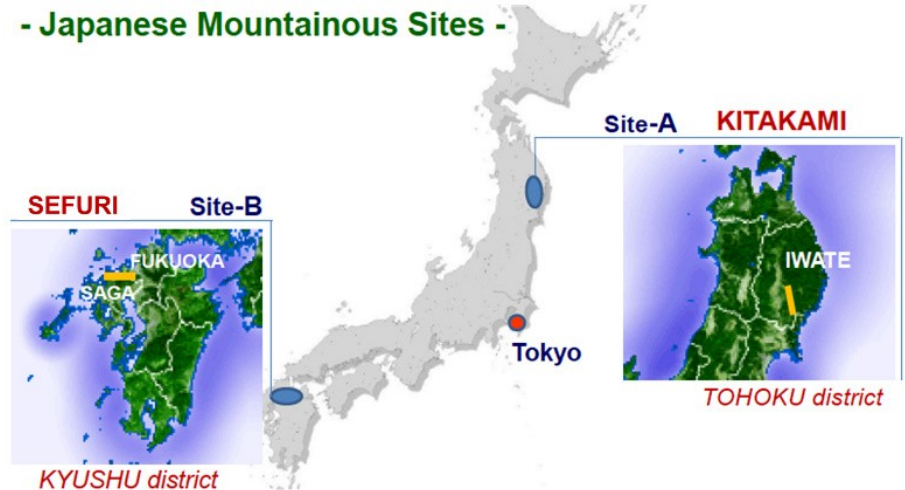 - Japanese Mountainous Sites -
Site-A KITAKAMI
SEFURI Site-B
FUKUOKA
SAGA
IWATE
Tokyo
TOHOKU district
KYUSHU district